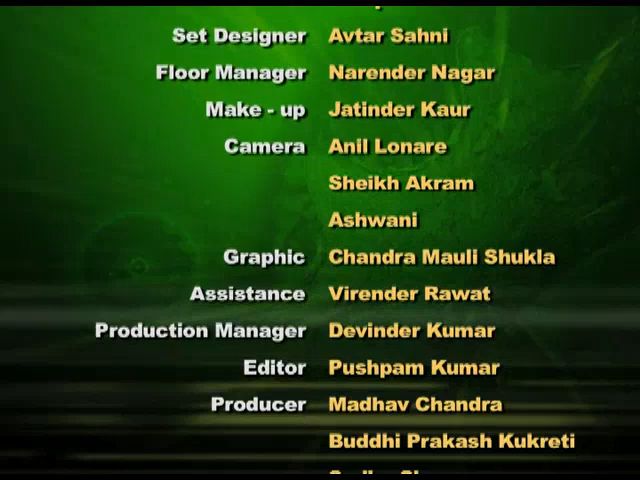 Set Designer Avtar Sahni
Floor Manager Narender Nagar
Make - up Jatinder Kaur
Camera Anil Lonare
Sheikh Akram
Ashwani
Graphic Chandra Mauli Shukla
Assistance Virender Rawat
Production Manager Devinder Kumar
Editor Pushpam Kumar
Producer Madhav Chandra
Buddhi Prakash Kukreti